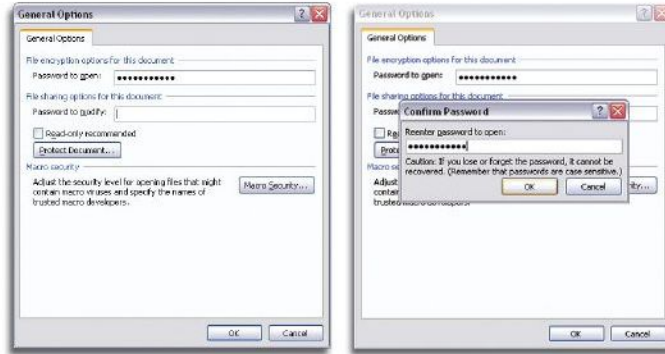 General Options
General Options
File encryption options for this document
Password to open: ●●●●●●●●●●●
File sharing options for this document
Password to modify:
Read-only recommended
Protect Document...
Macro security
Adjust the security level for opening files that might
contain macro viruses and specify the names of
trusted macro developers.
Macro Security...
OK
Cancel
General Options
General Options
File encryption options for this document
Password to open: ●●●●●●●●●●●
File sharing options for this document
Confirm Password
Reenter password to open:
●●●●●●●●●●●
Caution: If you lose or forget the password, it cannot be
recovered. (Remember that passwords are case sensitive.)
OK
Cancel
Adjust
OK
Cancel